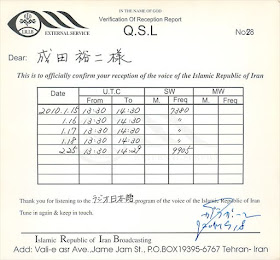 IN THE NAME OF GOD
Verification Of Reception Report
EXTERNAL SERVICE
Q.S.L
No 28
Dear: 成田裕二様
This is to officially confirm your reception of the voice of the Islamic Republic of Iran
Date U.T.C SW MW
From To M. Freq M. Freq
2010.1.15 13:30 14:30 7380
1.16 13:30 14:30 〃
1.17 13:30 14:30 〃
1.18 13:30 14:30 〃
2.25 13:30 14:29 9905
Thank you for listening to the ラジオ日本語 program of the voice of Islamic Republic of Iran
Tune in again & keep in touch.
Islamic Republic of Iran Broadcasting
Add: Vali-e asr Ave.,Jame Jam St., P.O.BOX19395-6767 Tehran- Iran